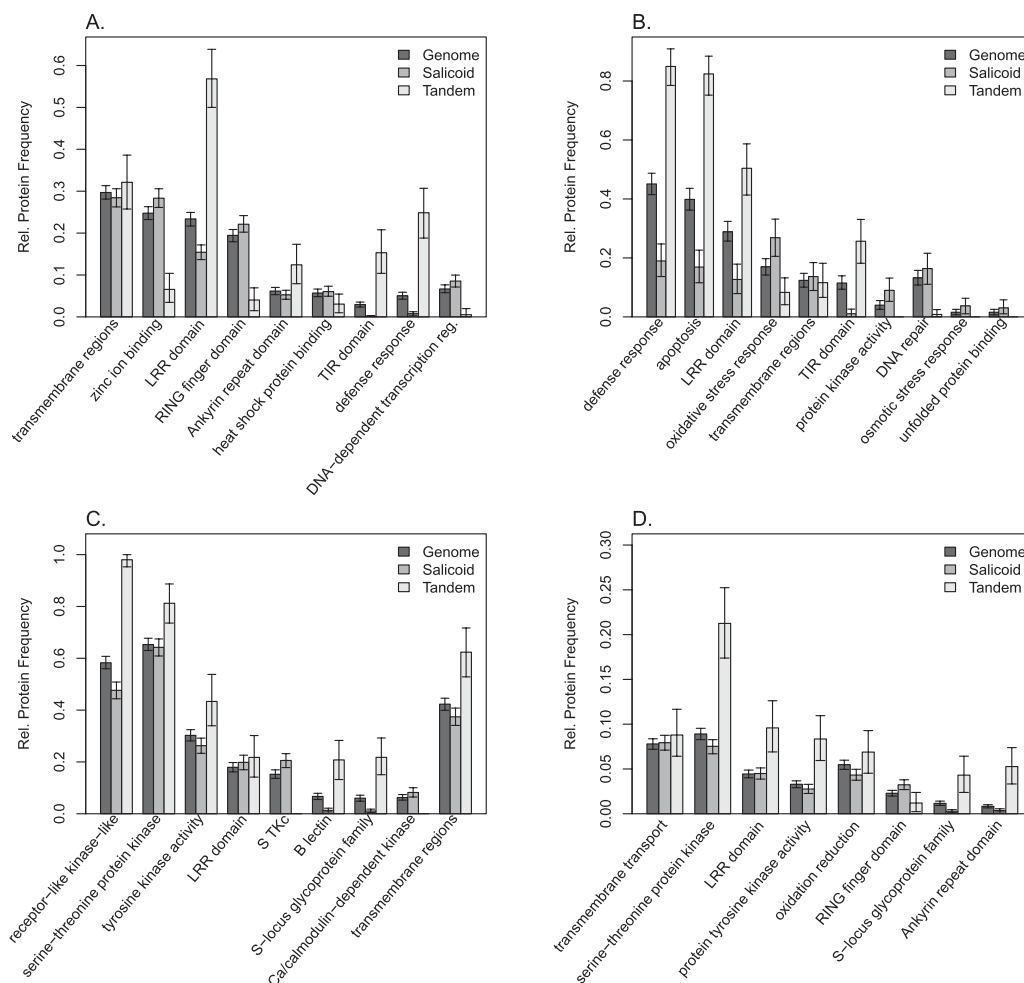 A.
Rel. Protein Frequency
0.0
0.1
0.2
0.3
0.4
0.5
0.6
Genome
Salicoid
Tandem
transmembrane regions
zinc ion binding
LRR domain
RING finger domain
Ankyrin repeat domain
heat shock protein binding
TIR domain
defense response
DNA−dependent transcription reg.
B.
Rel. Protein Frequency
0.0
0.2
0.4
0.6
0.8
Genome
Salicoid
Tandem
defense response
apoptosis
LRR domain
oxidative stress response
transmembrane regions
TIR domain
protein kinase activity
DNA repair
osmotic stress response
unfolded protein binding
C.
Rel. Protein Frequency
0.0
0.2
0.4
0.6
0.8
1.0
Genome
Salicoid
Tandem
receptor−like kinase−like
serine−threonine protein kinase
tyrosine kinase activity
LRR domain
S TKc
B lectin
S−locus glycoprotein family
Ca/calmodulin−dependent kinase
transmembrane regions
D.
Rel. Protein Frequency
0.00
0.05
0.10
0.15
0.20
0.25
0.30
Genome
Salicoid
Tandem
transmembrane transport
serine−threonine protein kinase
LRR domain
protein tyrosine kinase activity
oxidation reduction
RING finger domain
S−locus glycoprotein family
Ankyrin repeat domain